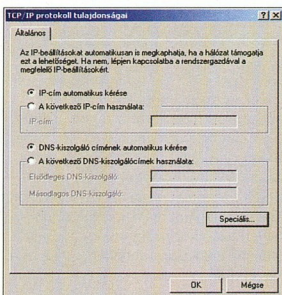 TCP/IP protokoll tulajdonságai
Általános
Az IP-beállításokat automatikusan is megkaphatja, ha a hálózat támogatja
ezt a lehetőséget. Ha nem, lépjen kapcsolatba a rendszergazdával a
megfelelő IP-beállításokért.
IP-cím automatikus kérése
A következő IP-cím használata:
IP-cím:
DNS-kiszolgáló címének automatikus kérése
A következő DNS-kiszolgálócímek használata:
Elsődleges DNS-kiszolgáló:
Másodlagos DNS-kiszolgáló:
Speciális...
OK Mégse